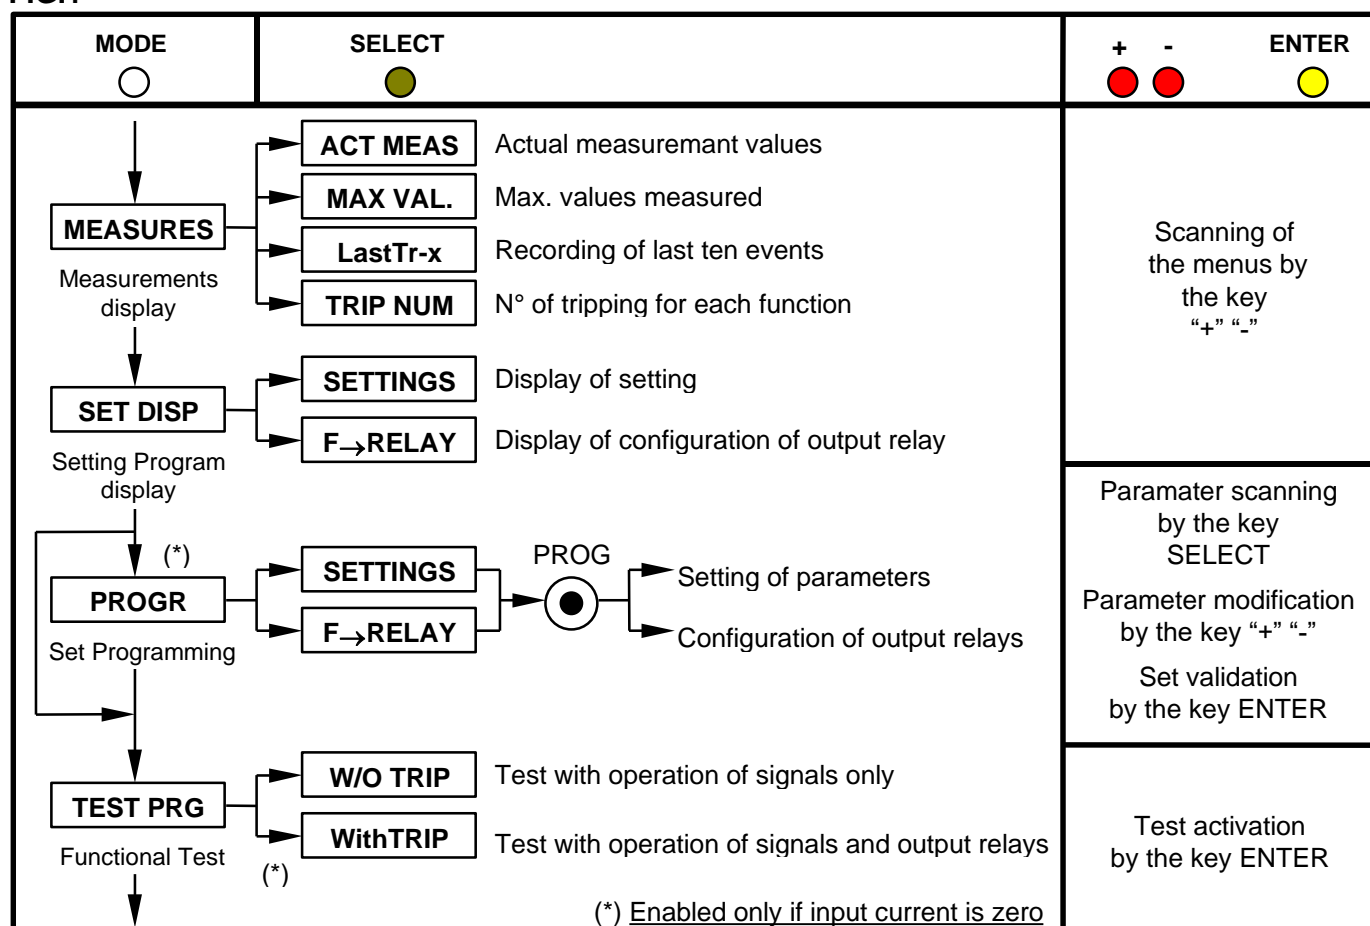 MODE
SELECT
+ -
ENTER
ACT MEAS
Actual measuremant values
MAX VAL.
Max. values measured
MEASURES
LastTr-x
Recording of last ten events
Measurements
display
TRIP NUM
N° of tripping for each function
Scanning of
the menus by
the key
“+” “-”
SETTINGS
Display of setting
SET DISP
F→RELAY
Display of configuration of output relay
Setting Program
display
(*)
SETTINGS
PROG
Setting of parameters
PROGR
F→RELAY
Configuration of output relays
Set Programming
Paramater scanning
by the key
SELECT
Parameter modification
by the key “+” “-”
Set validation
by the key ENTER
W/O TRIP
Test with operation of signals only
TEST PRG
WithTRIP
Test with operation of signals and output relays
Functional Test
(*)
Test activation
by the key ENTER
(*) Enabled only if input current is zero